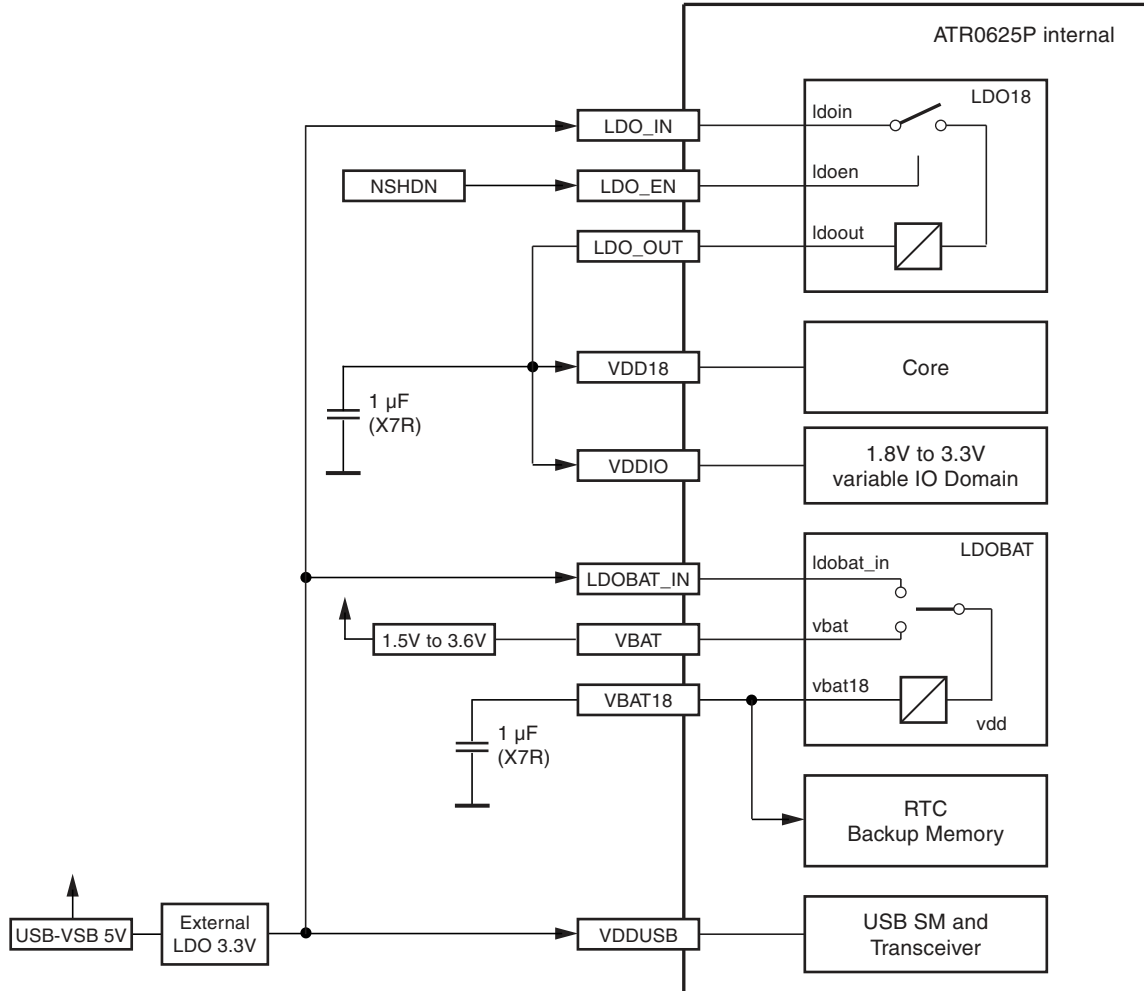 ATR0625P internal
LDO18
LDO_IN
ldoin
NSHDN
LDO_EN
ldoen
LDO_OUT
ldoout
VDD18
Core
1 µF
(X7R)
VDDIO
1.8V to 3.3V
variable IO Domain
LDOBAT
LDOBAT_IN
ldobat_in
1.5V to 3.6V
VBAT
vbat
VBAT18
vbat18
vdd
1 µF
(X7R)
RTC
Backup Memory
USB-VSB 5V
External
LDO 3.3V
VDDUSB
USB SM and
Transceiver